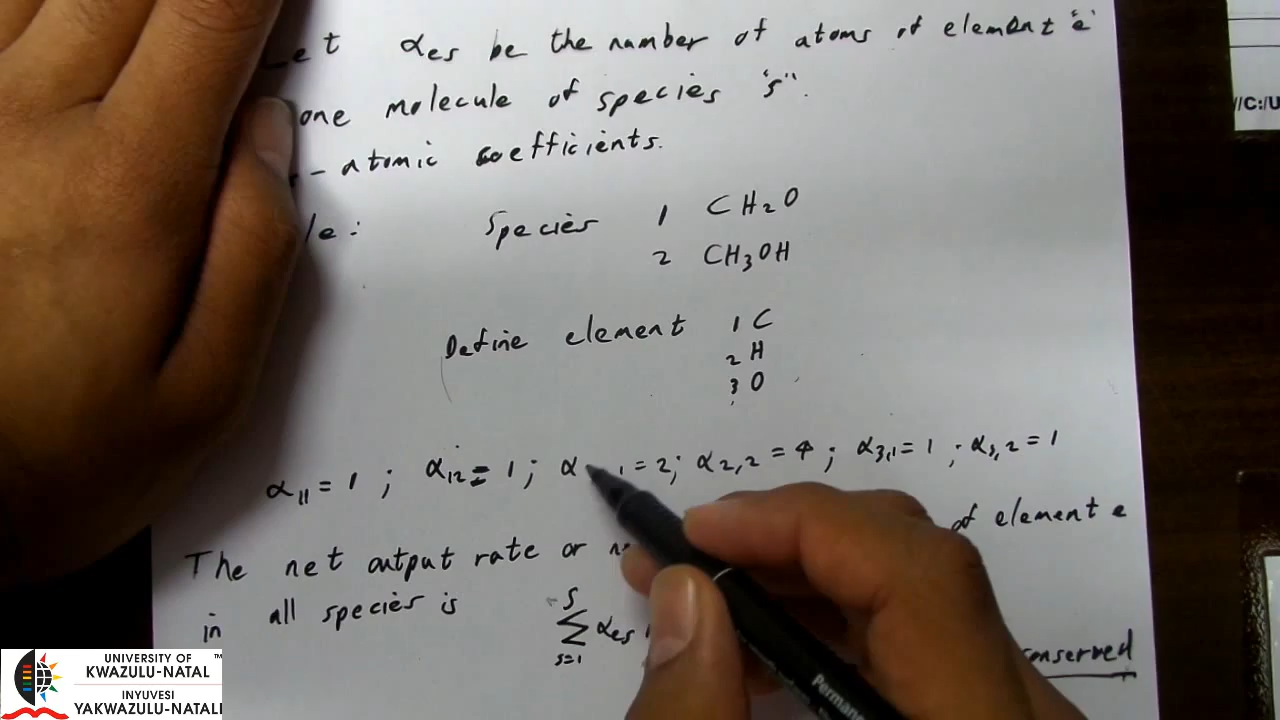 αes be the number of atoms of element "e"
one molecule of species "s".
- atomic coefficients.
Species 1 CH2O
2 CH3OH
Define element 1 C
2 H
3 O
α11 = 1 ; α12 = 1 ; α 1 = 2; α2,2 = 4 ; α3,1 = 1 ; α3,2 = 1
The net output rate or of element e
in all species is S Σ s=1 αes
conserved
//C:/U
Perman
UNIVERSITY OF ™
KWAZULU-NATAL
INYUVESI
YAKWAZULU-NATALI